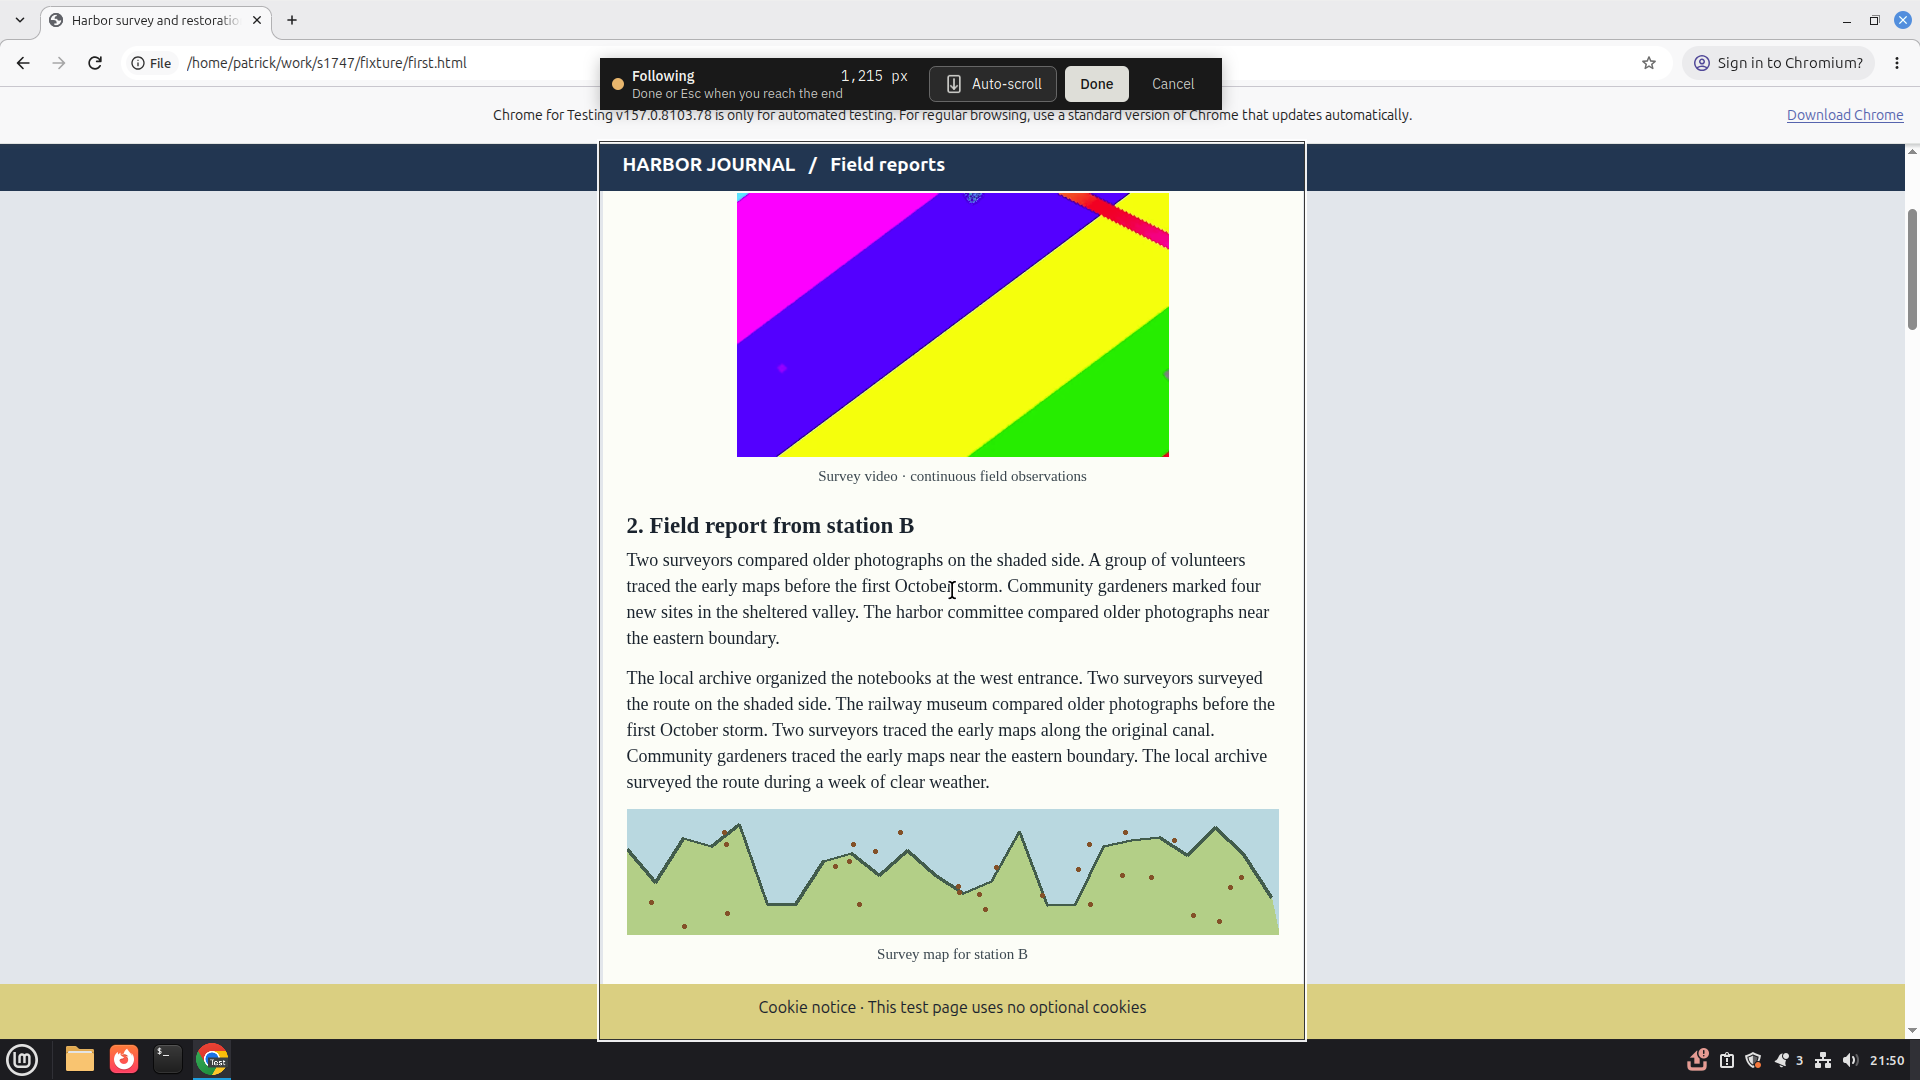 Harbor survey and restoratio
File
/home/patrick/work/s1747/fixture/first.html
Sign in to Chromium?
Following
1,215 px
Done or Esc when you reach the end
Auto-scroll
Done
Cancel
Chrome for Testing v157.0.8103.78 is only for automated testing. For regular browsing, use a standard version of Chrome that updates automatically.
Download Chrome
HARBOR JOURNAL / Field reports
Survey video · continuous field observations
2. Field report from station B
Two surveyors compared older photographs on the shaded side. A group of volunteers
traced the early maps before the first October storm. Community gardeners marked four
new sites in the sheltered valley. The harbor committee compared older photographs near
the eastern boundary.
The local archive organized the notebooks at the west entrance. Two surveyors surveyed
the route on the shaded side. The railway museum compared older photographs before the
first October storm. Two surveyors traced the early maps along the original canal.
Community gardeners traced the early maps near the eastern boundary. The local archive
surveyed the route during a week of clear weather.
Survey map for station B
Cookie notice · This test page uses no optional cookies
$_
Test
3
21:50